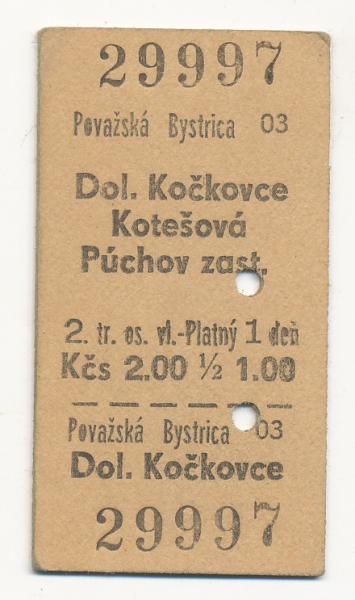 29997
Považská Bystrica 03
Dol. Kočkovce
Kotešová
Púchov zast.
2. tr. os. vl.-Platný 1 deň
Kčs 2.00 ½ 1.00
Považská Bystrica 03
Dol. Kočkovce
29997